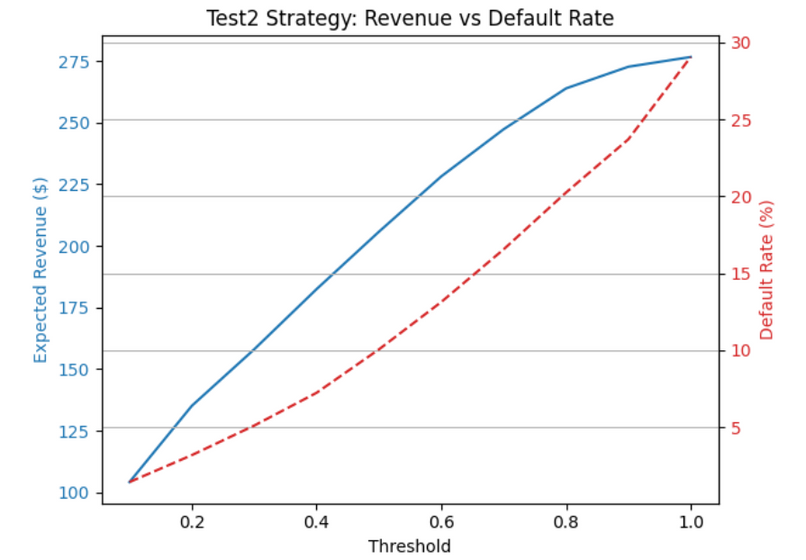 Test2 Strategy: Revenue vs Default Rate
Expected Revenue ($)
275
250
225
200
175
150
125
100
30
25
20
15
10
5
Default Rate (%)
0.2 0.4 0.6 0.8 1.0
Threshold